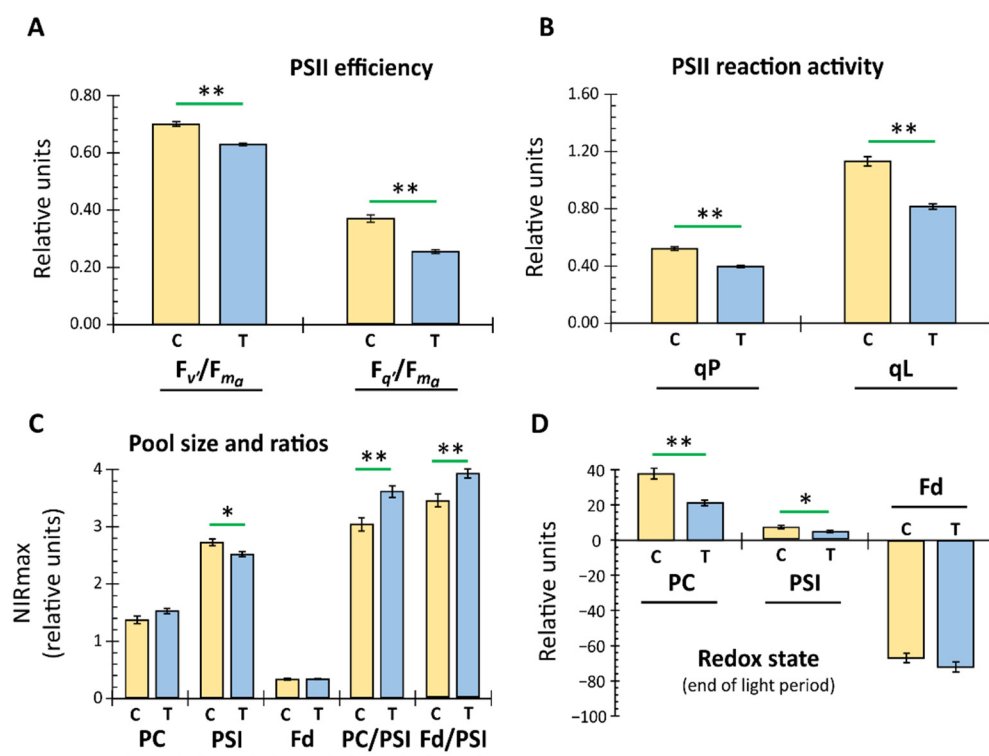 A
PSII efficiency
Relative units
0.80
0.60
0.40
0.20
0.00
**
**
C T C T
Fv'/Fma Fq'/Fma
B
PSII reaction activity
Relative units
1.60
1.20
0.80
0.40
0.00
**
**
C T C T
qP qL
C
Pool size and ratios
NIRmax
(relative units)
4
3
2
1
0
*
**
**
C T C T C T C T C T
PC PSI Fd PC/PSI Fd/PSI
D
Relative units
40
20
0
−20
−40
−60
−80
−100
**
*
Fd
C T
C T C T
PC PSI
Redox state
(end of light period)